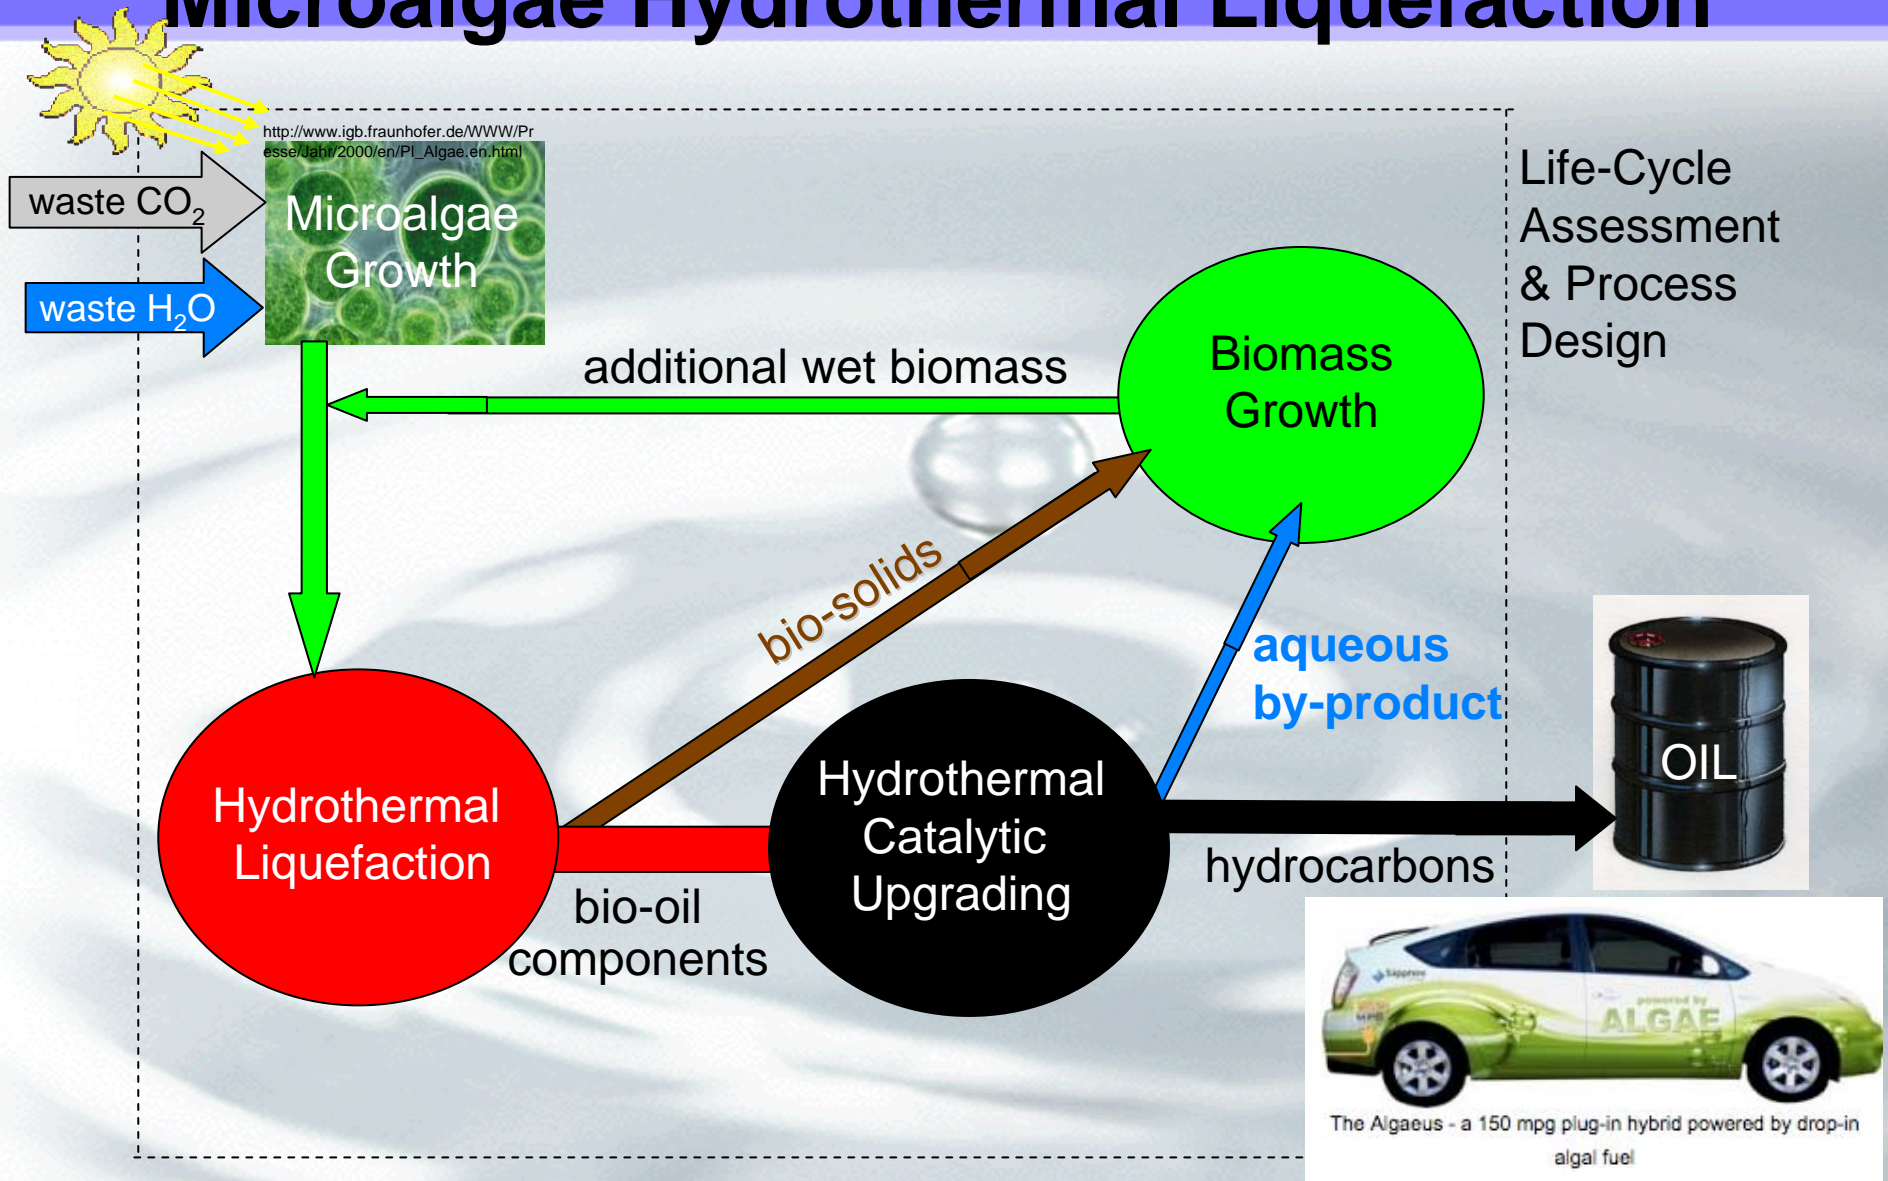 Microalgae Hydrothermal Liquefaction
http://www.igb.fraunhofer.de/WWW/Pr
esse/Jahr/2000/en/PI_Algae.en.html
waste CO₂
waste H₂O
Microalgae
Growth
Life-Cycle
Assessment
& Process
Design
additional wet biomass
Biomass
Growth
bio-solids
aqueous
by-product
Hydrothermal
Liquefaction
bio-oil
components
Hydrothermal
Catalytic
Upgrading
hydrocarbons
OIL
Sapphire
powered by
ALGAE
The Algaeus - a 150 mpg plug-in hybrid powered by drop-in
algal fuel